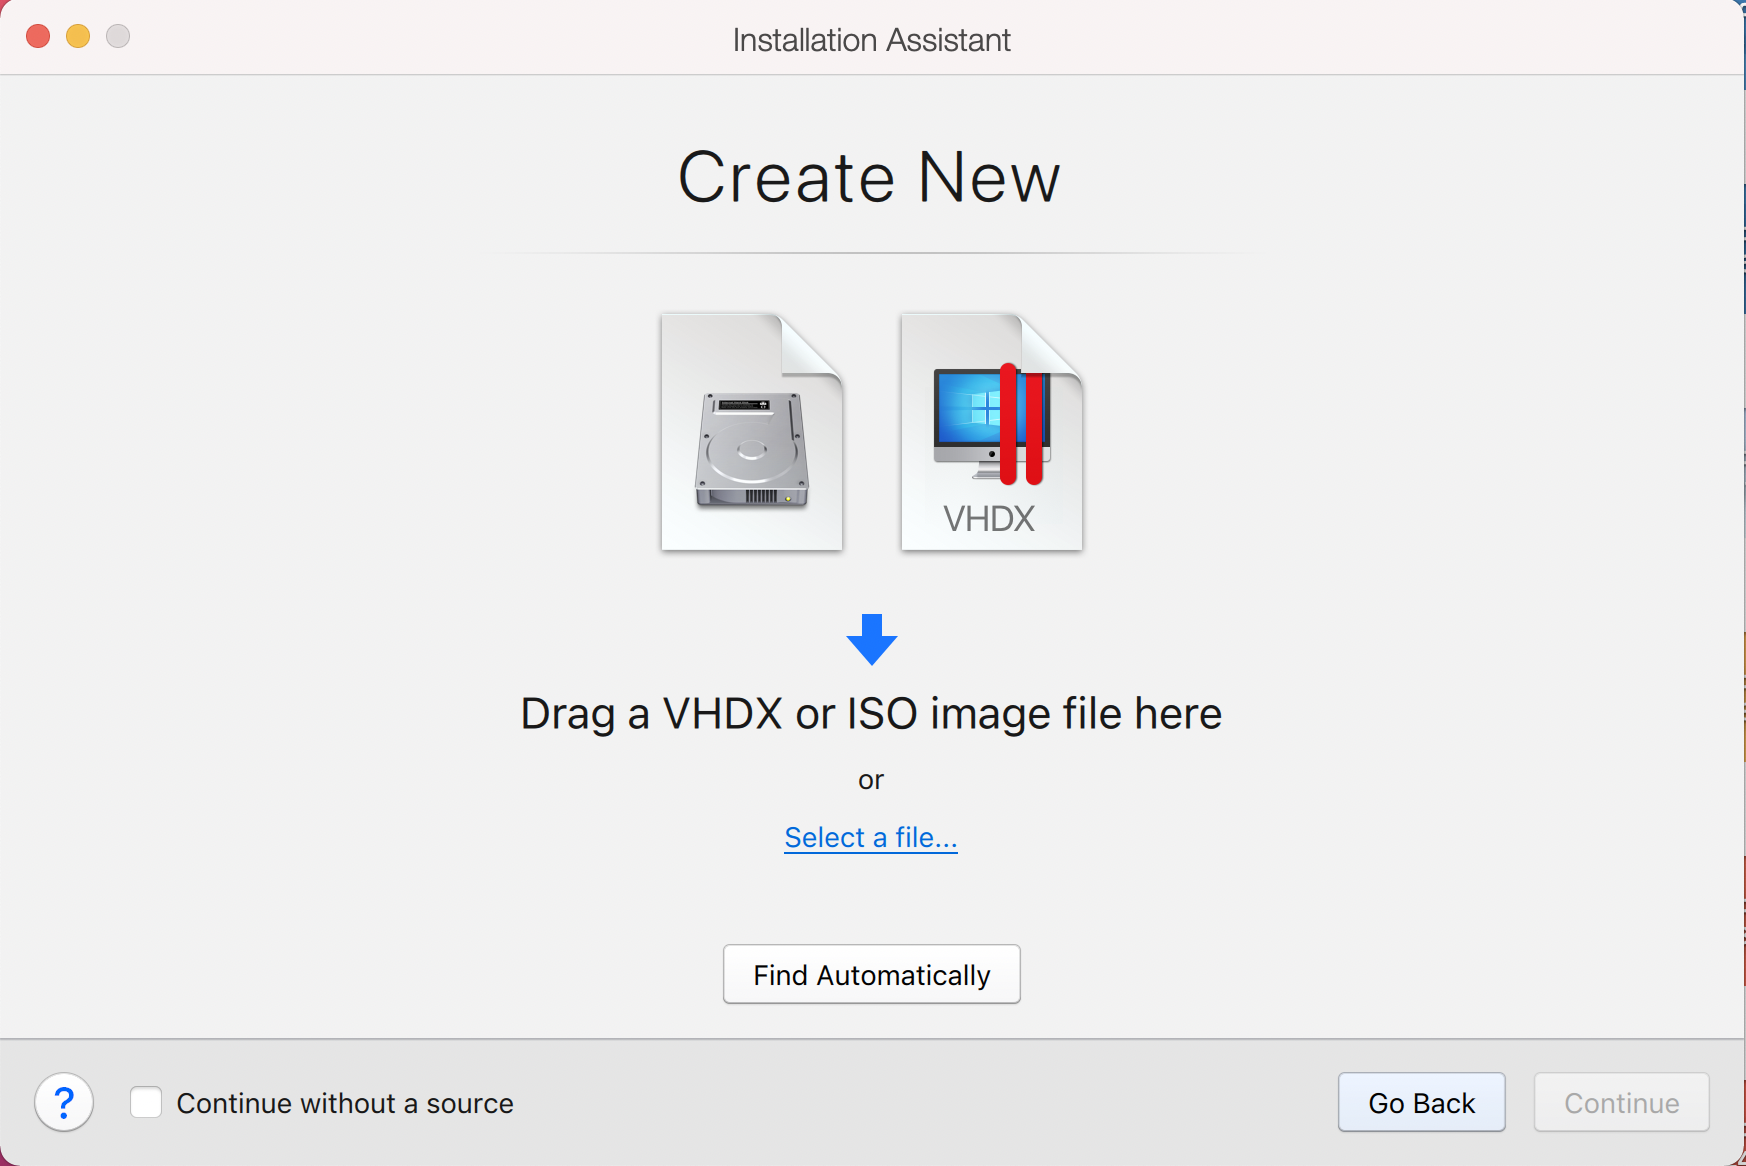 Installation Assistant
Create New
VHDX
Drag a VHDX or ISO image file here
or
Select a file...
Find Automatically
?
Continue without a source
Go Back
Continue